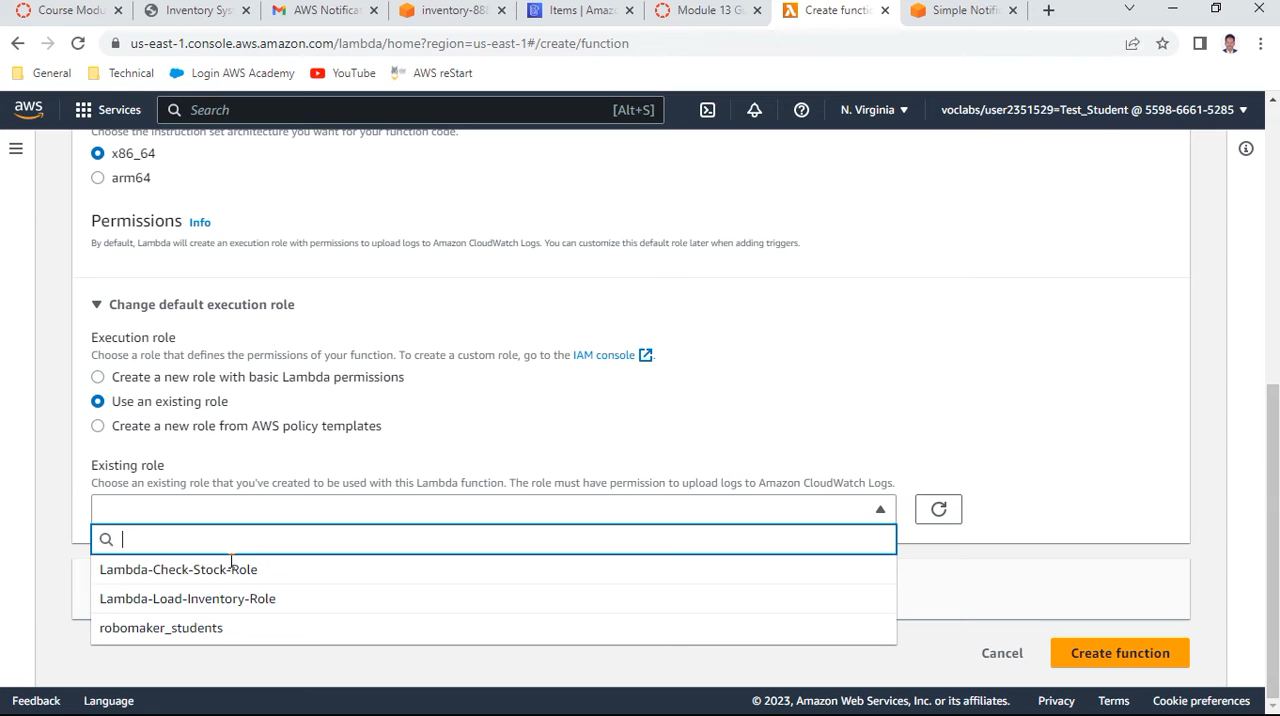 Course Modu
Inventory Sys
AWS Notifica
inventory-888
Items | Amaz
Module 13 Gu
Create functi
Simple Notifi
us-east-1.console.aws.amazon.com/lambda/home?region=us-east-1#/create/function
General
Technical
Login AWS Academy
YouTube
AWS reStart
aws
Services
Search
[Alt+S]
N. Virginia
voclabs/user2351529=Test_Student @ 5598-6661-5285
Choose the instruction set architecture you want for your function code.
x86_64
arm64
Permissions Info
By default, Lambda will create an execution role with permissions to upload logs to Amazon CloudWatch Logs. You can customize this default role later when adding triggers.
Change default execution role
Execution role
Choose a role that defines the permissions of your function. To create a custom role, go to the IAM console.
Create a new role with basic Lambda permissions
Use an existing role
Create a new role from AWS policy templates
Existing role
Choose an existing role that you've created to be used with this Lambda function. The role must have permission to upload logs to Amazon CloudWatch Logs.
Lambda-Check-Stock-Role
Lambda-Load-Inventory-Role
robomaker_students
Cancel
Create function
Feedback
Language
© 2023, Amazon Web Services, Inc. or its affiliates.
Privacy
Terms
Cookie preferences